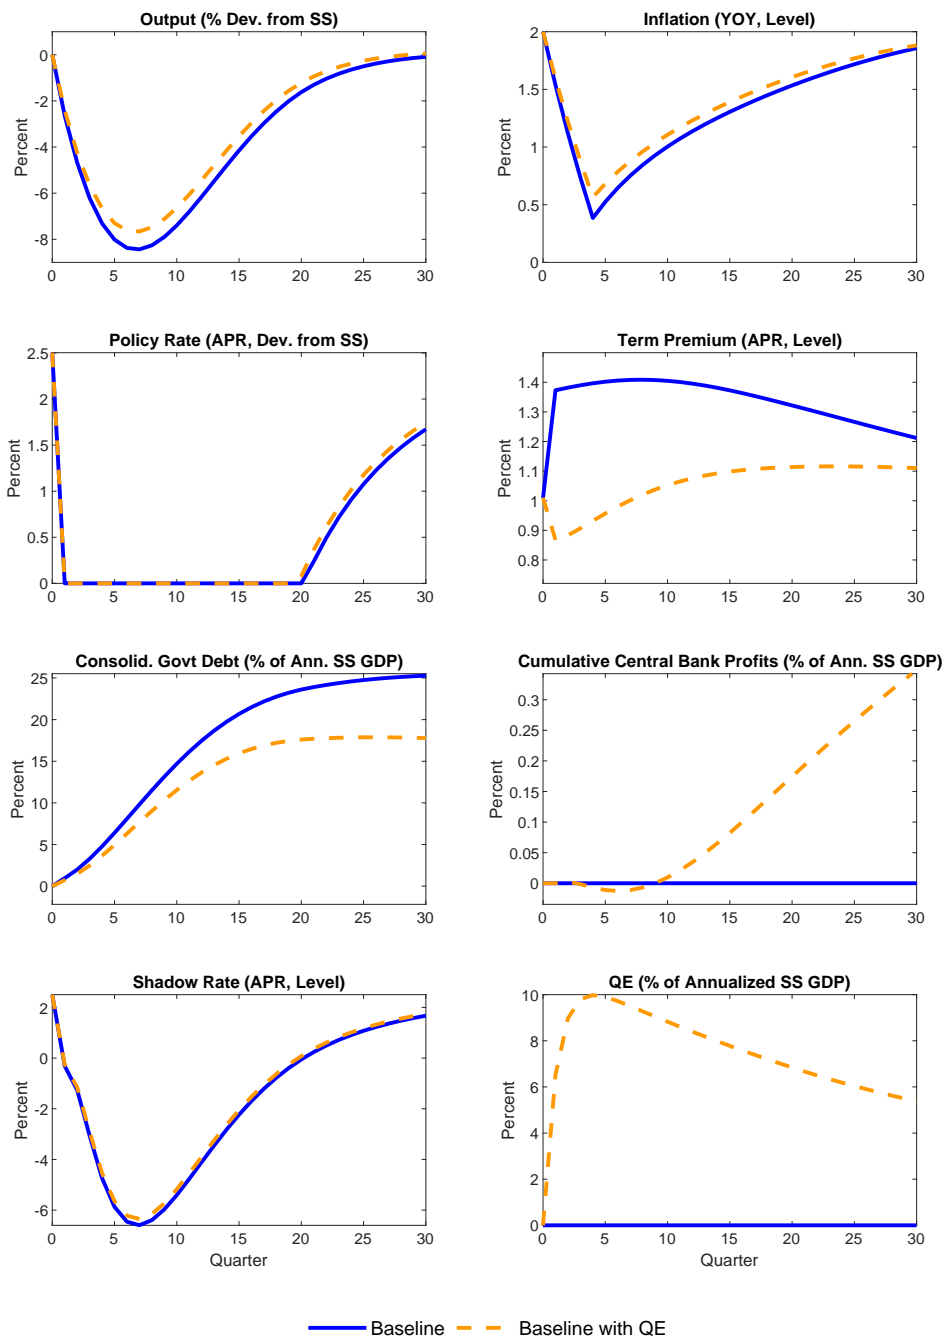 Output (% Dev. from SS)
Percent
0
-2
-4
-6
-8
0 5 10 15 20 25 30
Inflation (YOY, Level)
Percent
2
1.5
1
0.5
0
0 5 10 15 20 25 30
Policy Rate (APR, Dev. from SS)
Percent
2.5
2
1.5
1
0.5
0
0 5 10 15 20 25 30
Term Premium (APR, Level)
Percent
1.4
1.3
1.2
1.1
1
0.9
0.8
0 5 10 15 20 25 30
Consolid. Govt Debt (% of Ann. SS GDP)
Percent
25
20
15
10
5
0
0 5 10 15 20 25 30
Cumulative Central Bank Profits (% of Ann. SS GDP)
Percent
0.3
0.25
0.2
0.15
0.1
0.05
0
0 5 10 15 20 25 30
Shadow Rate (APR, Level)
Percent
2
0
-2
-4
-6
0 5 10 15 20 25 30
Quarter
QE (% of Annualized SS GDP)
Percent
10
8
6
4
2
0
0 5 10 15 20 25 30
Quarter
Baseline Baseline with QE